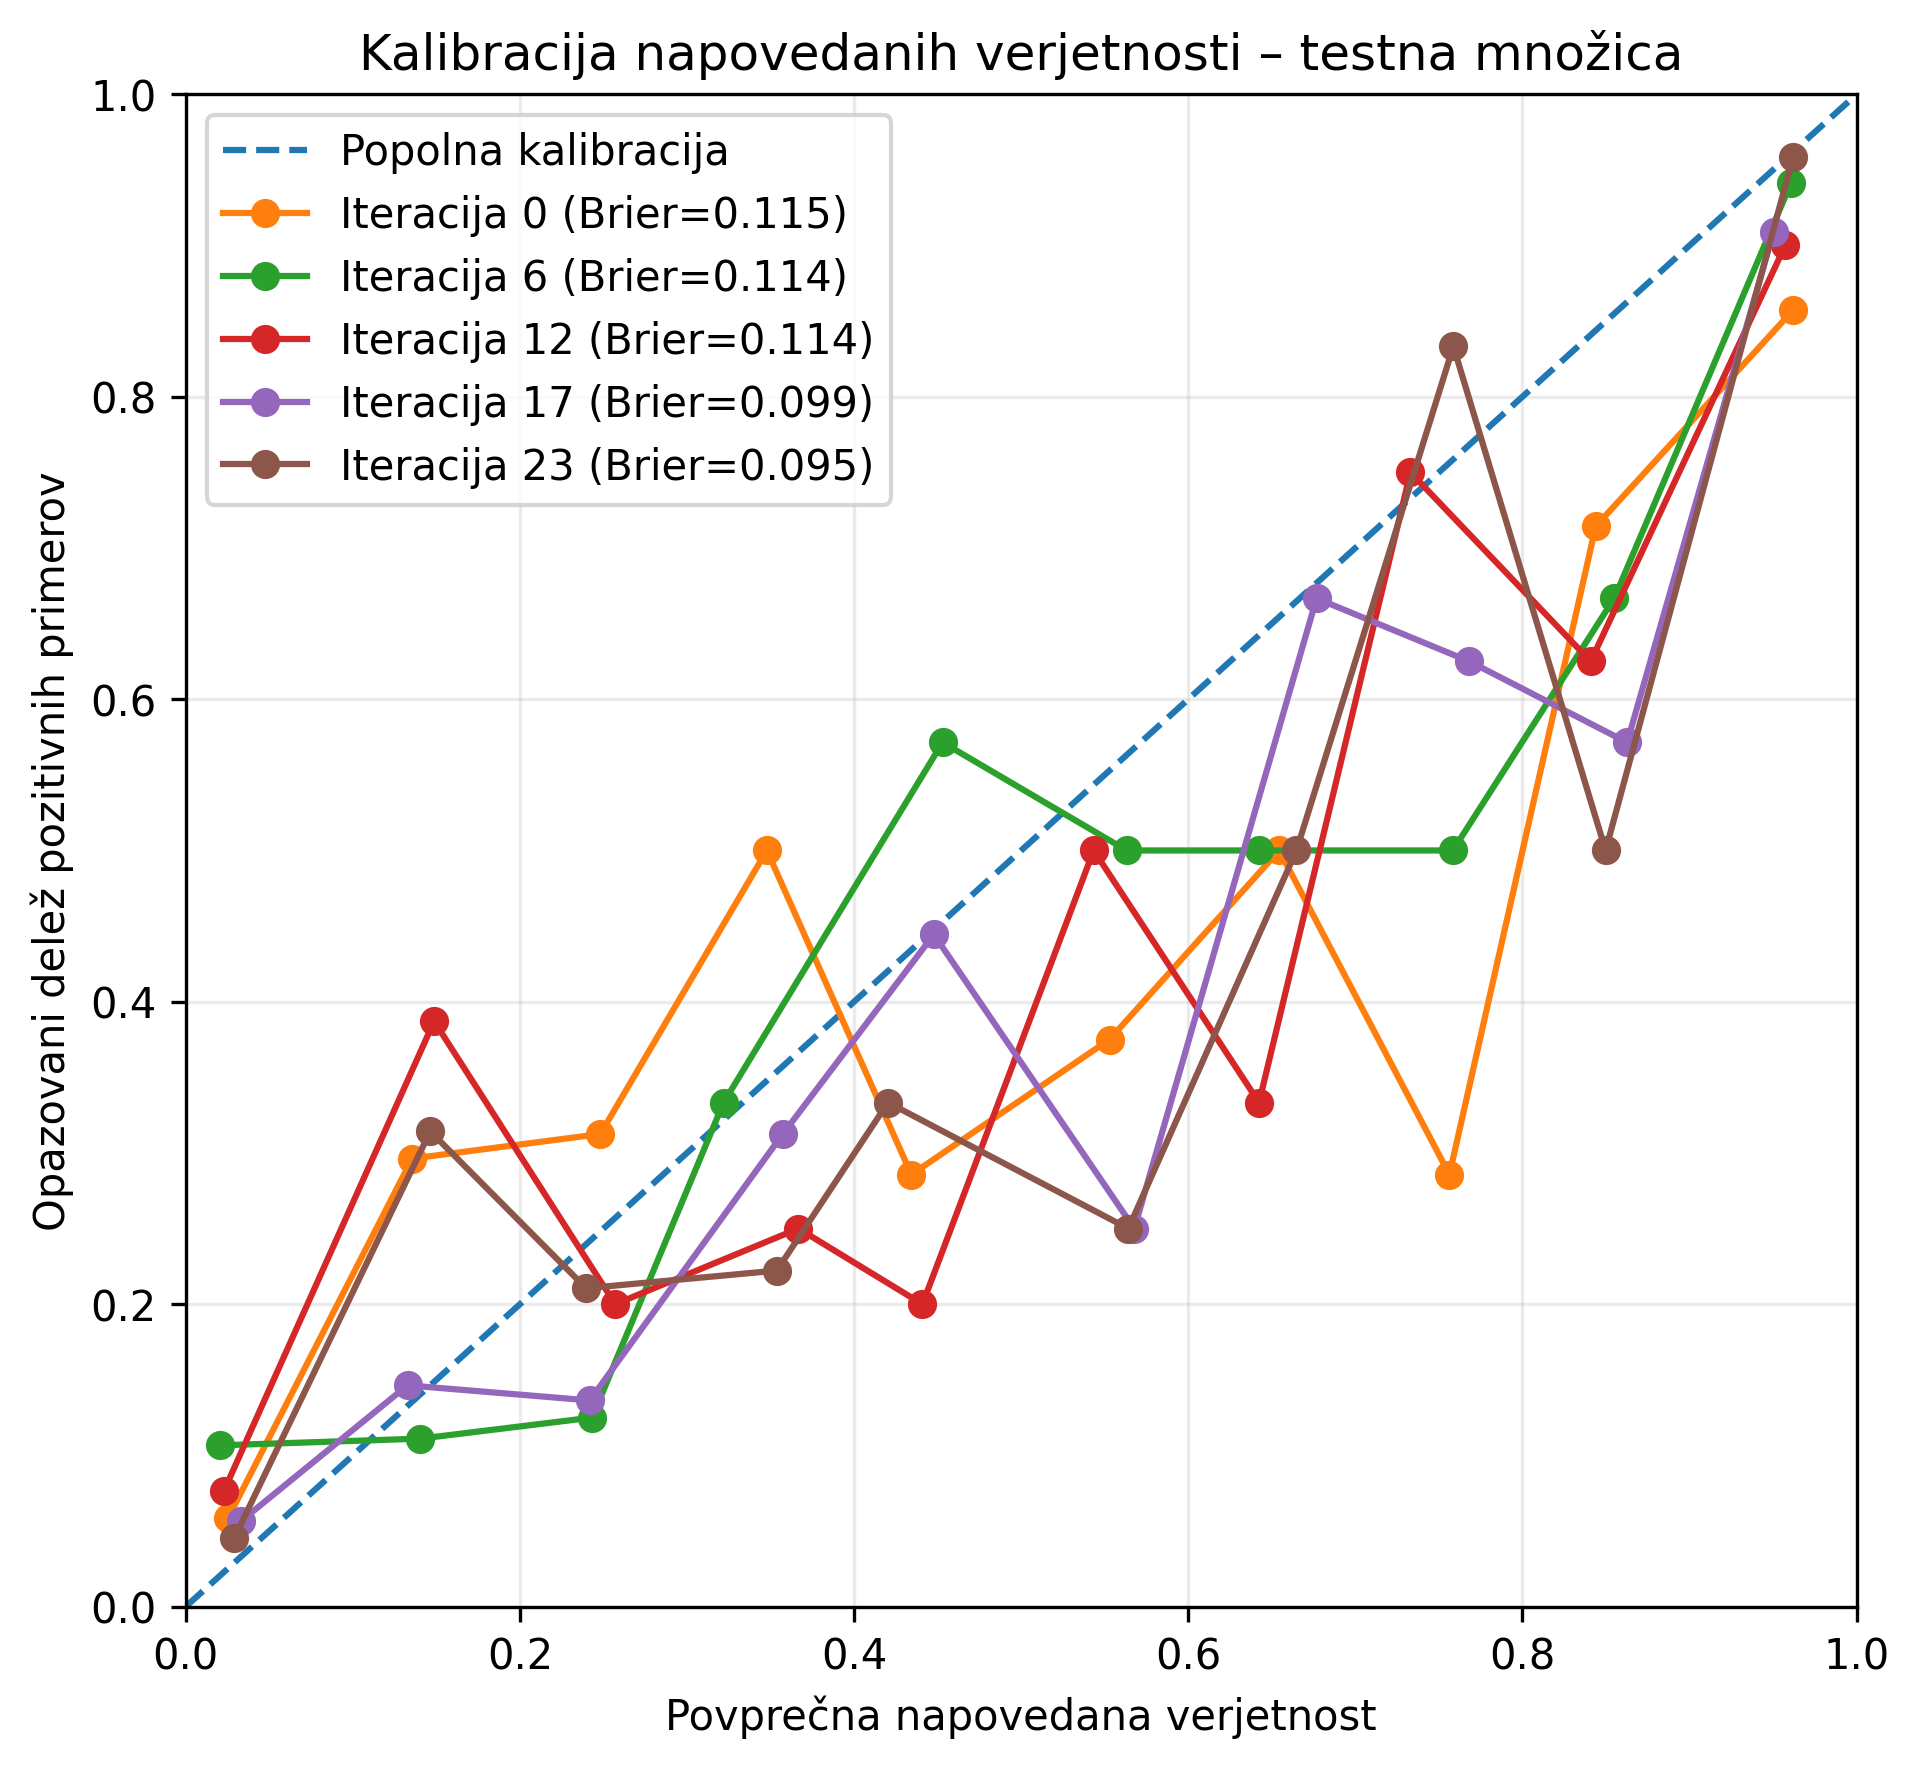 Kalibracija napovedanih verjetnosti – testna množica
Popolna kalibracija
Iteracija 0 (Brier=0.115)
Iteracija 6 (Brier=0.114)
Iteracija 12 (Brier=0.114)
Iteracija 17 (Brier=0.099)
Iteracija 23 (Brier=0.095)
Opazovani delež pozitivnih primerov
1.0
0.8
0.6
0.4
0.2
0.0
0.0 0.2 0.4 0.6 0.8 1.0
Povprečna napovedana verjetnost